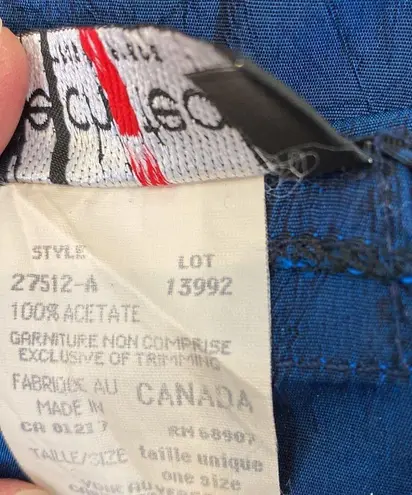 STYLE LOT
27512-A 13992
100% ACETATE
GARNITURE NON COMPRISE
EXCLUSIVE OF TRIMMING
FABRIQUE AU CANADA
MADE IN
CA 01217 RN 68907
TAILLE/SIZE taille unique
one size